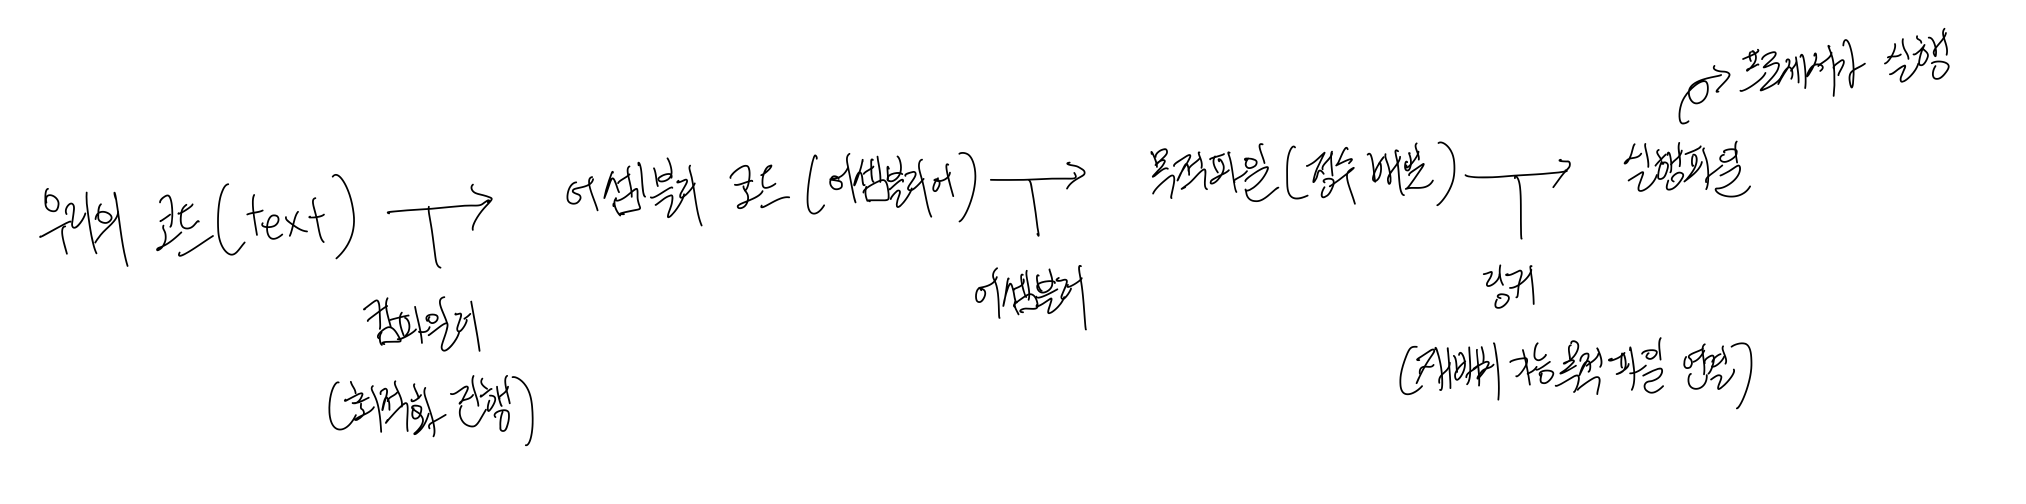 프로세서가 실행
우리의 코드(text) → 어셈블리 코드(어셈블리어) → 목적파일(정수 배열) → 실행파일
컴파일러
어셈블러
링커
(최적화 진행)
(재배치 가능 목적 파일 연결)